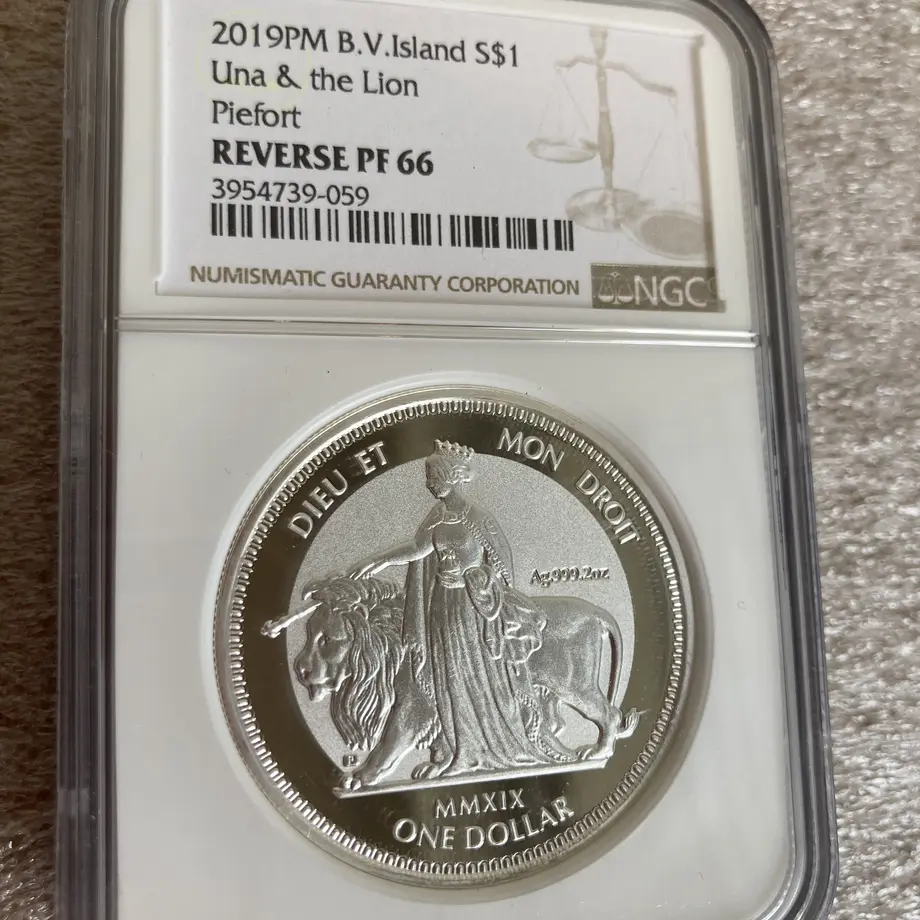 2019PM B.V.Island S$1
Una & the Lion
Piefort
REVERSE PF 66
3954739-059
NUMISMATIC GUARANTY CORPORATION NGC
DIEU ET MON DROIT
Ag.999.2oz
P
MMXIX
ONE DOLLAR